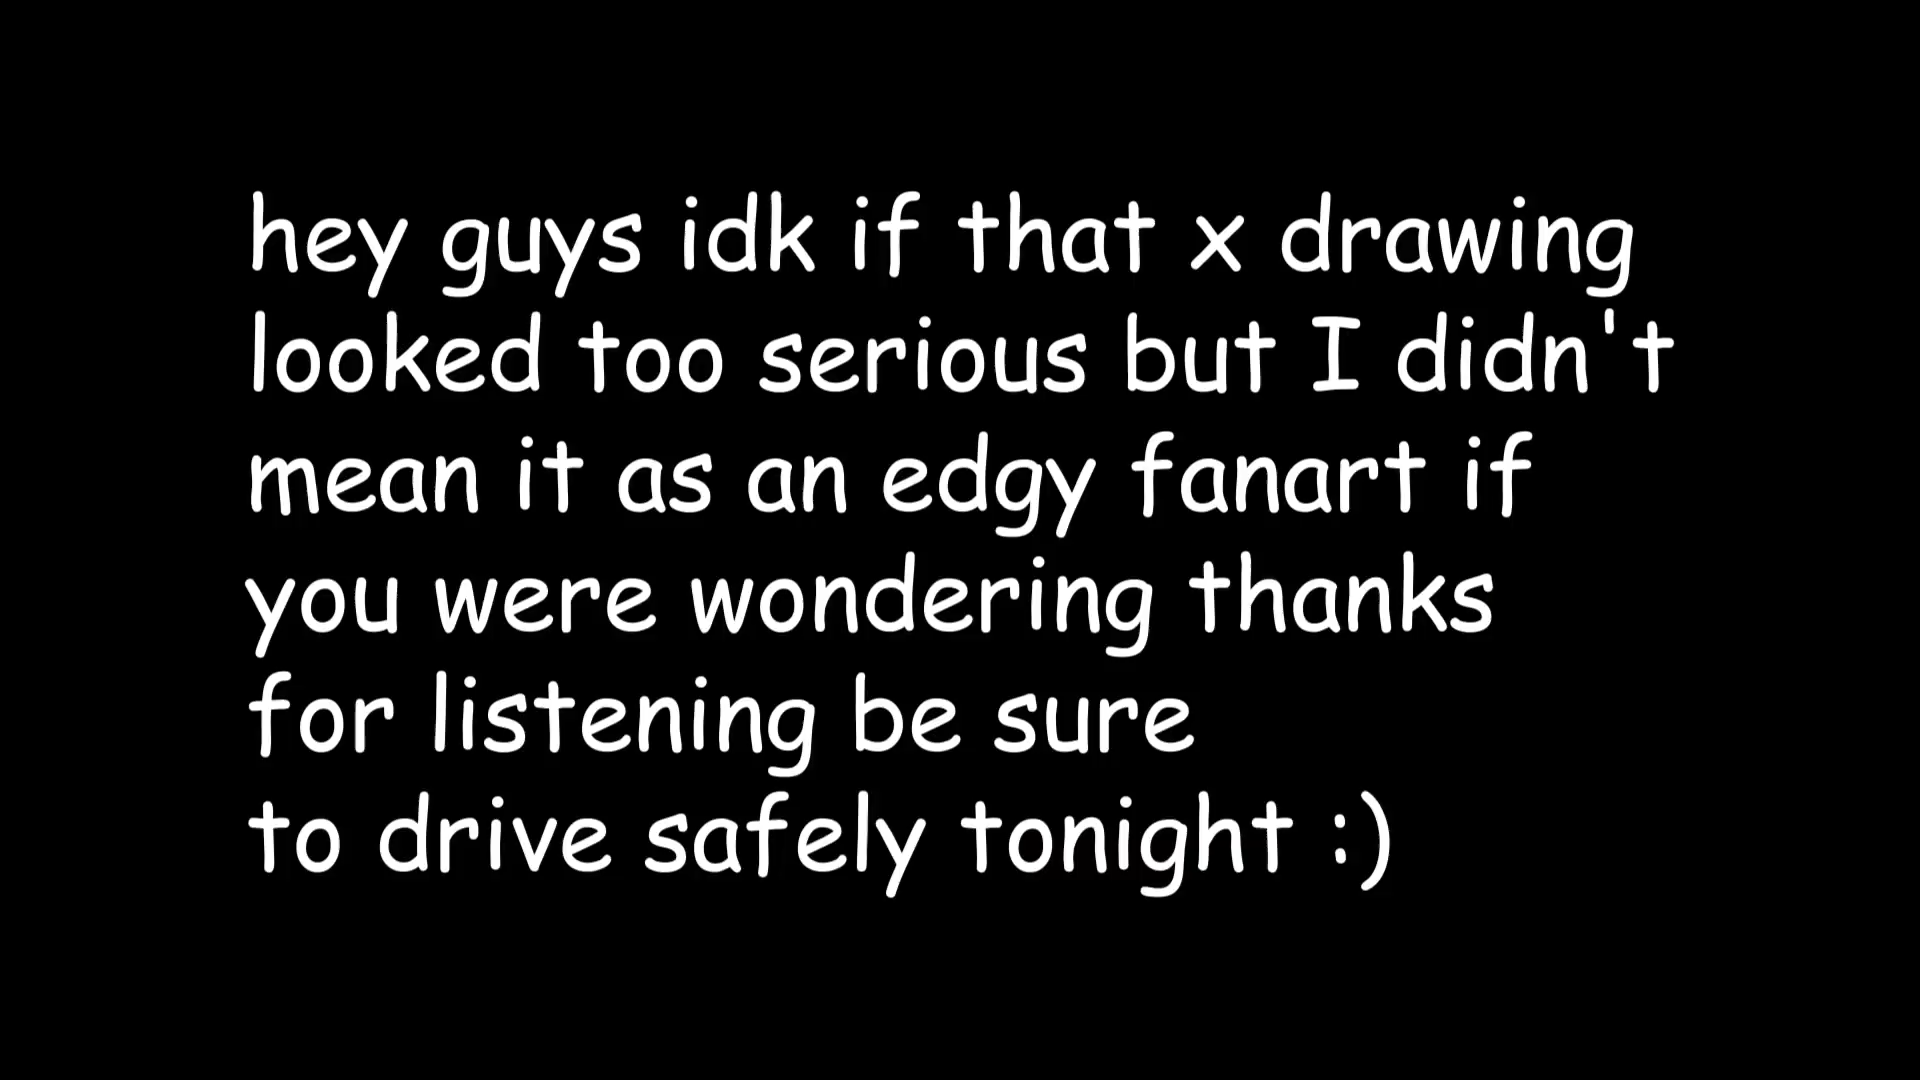 hey guys idk if that x drawing
looked too serious but I didn't
mean it as an edgy fanart if
you were wondering thanks
for listening be sure
to drive safely tonight :)